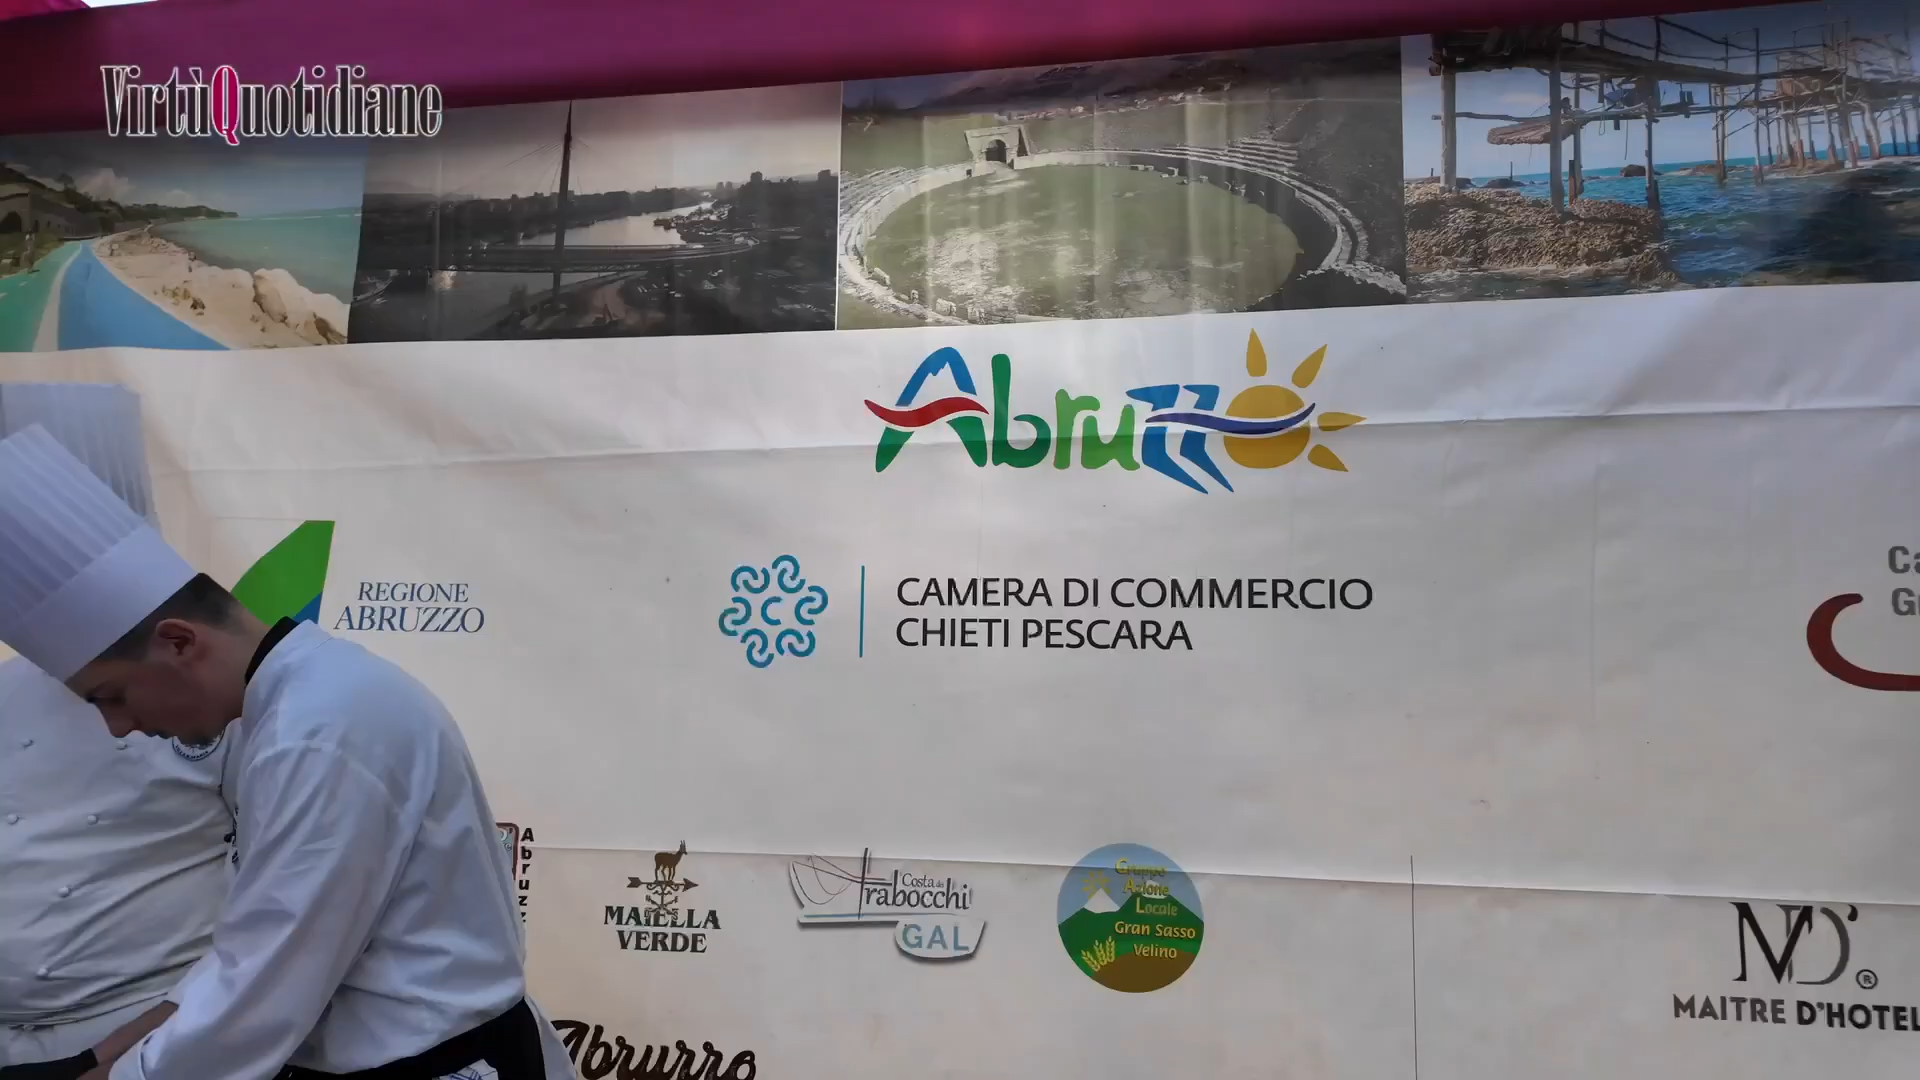 VirtùQuotidiane
Abruzzo
REGIONE
ABRUZZO
CAMERA DI COMMERCIO
CHIETI PESCARA
MAIELLA
VERDE
Costa dei
Trabocchi
GAL
Gruppo
Azione
Locale
Gran Sasso
Velino
MD'®
MAITRE D'HOTEL
Abruzzo